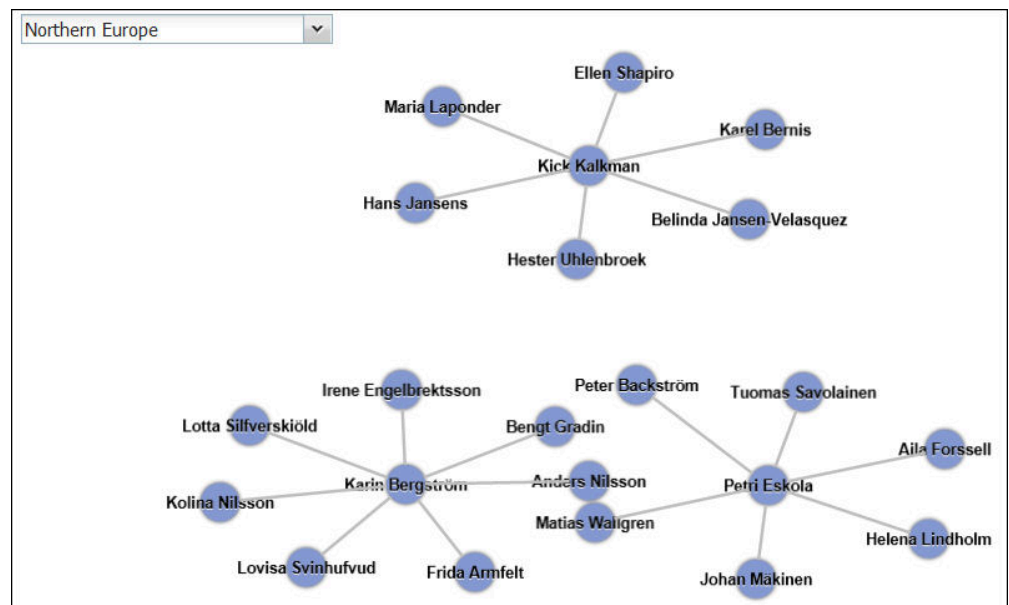 Northern Europe
Ellen Shapiro
Maria Laponder
Karel Bernis
Kick Kalkman
Hans Jansens
Belinda Jansen-Velasquez
Hester Uhlenbroek
Irene Engelbrektsson
Peter Backström
Tuomas Savolainen
Lotta Silfverskiöld
Bengt Gradin
Aila Forssell
Karin Bergström
Anders Nilsson
Petri Eskola
Kolina Nilsson
Matias Wallgren
Helena Lindholm
Lovisa Svinhufvud
Frida Armfelt
Johan Mäkinen